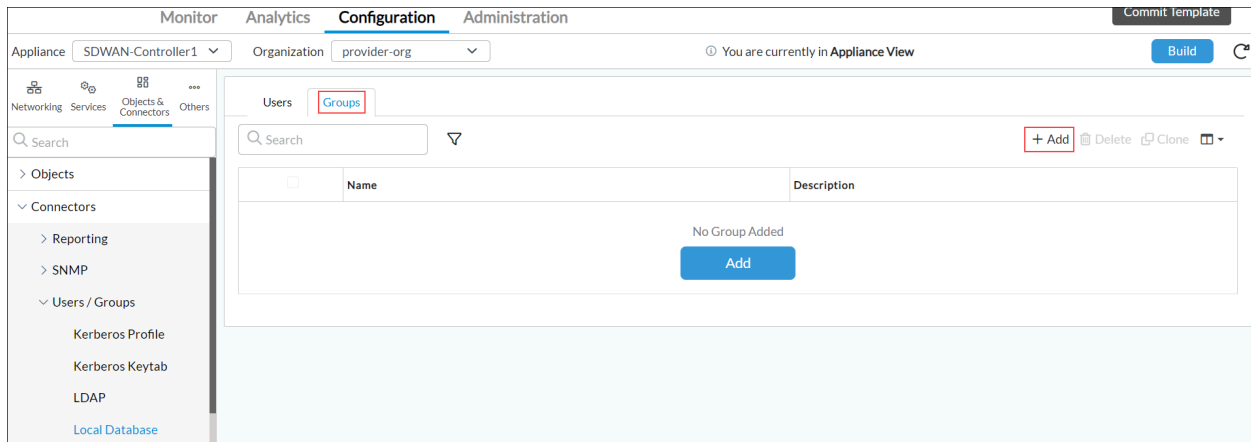 Monitor Analytics Configuration Administration Commit Template
Appliance SDWAN-Controller1 Organization provider-org You are currently in Appliance View Build
Networking Services Objects & Connectors Others
Users Groups
Search
Search + Add Delete Clone
Objects
Name Description
Connectors
No Group Added
Reporting
Add
SNMP
Users / Groups
Kerberos Profile
Kerberos Keytab
LDAP
Local Database